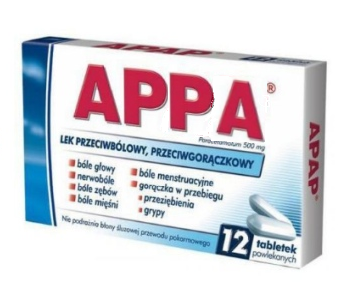 APAP
APPA®
Paracetamolum 500 mg
LEK PRZECIWBÓLOWY, PRZECIWGORĄCZKOWY
• bóle głowy
• nerwobóle
• bóle zębów
• bóle mięśni
• bóle menstruacyjne
• gorączka w przebiegu
• przeziębienia
• grypy
Nie podrażnia błony śluzowej przewodu pokarmowego
12 tabletek
powlekanych
APAP®